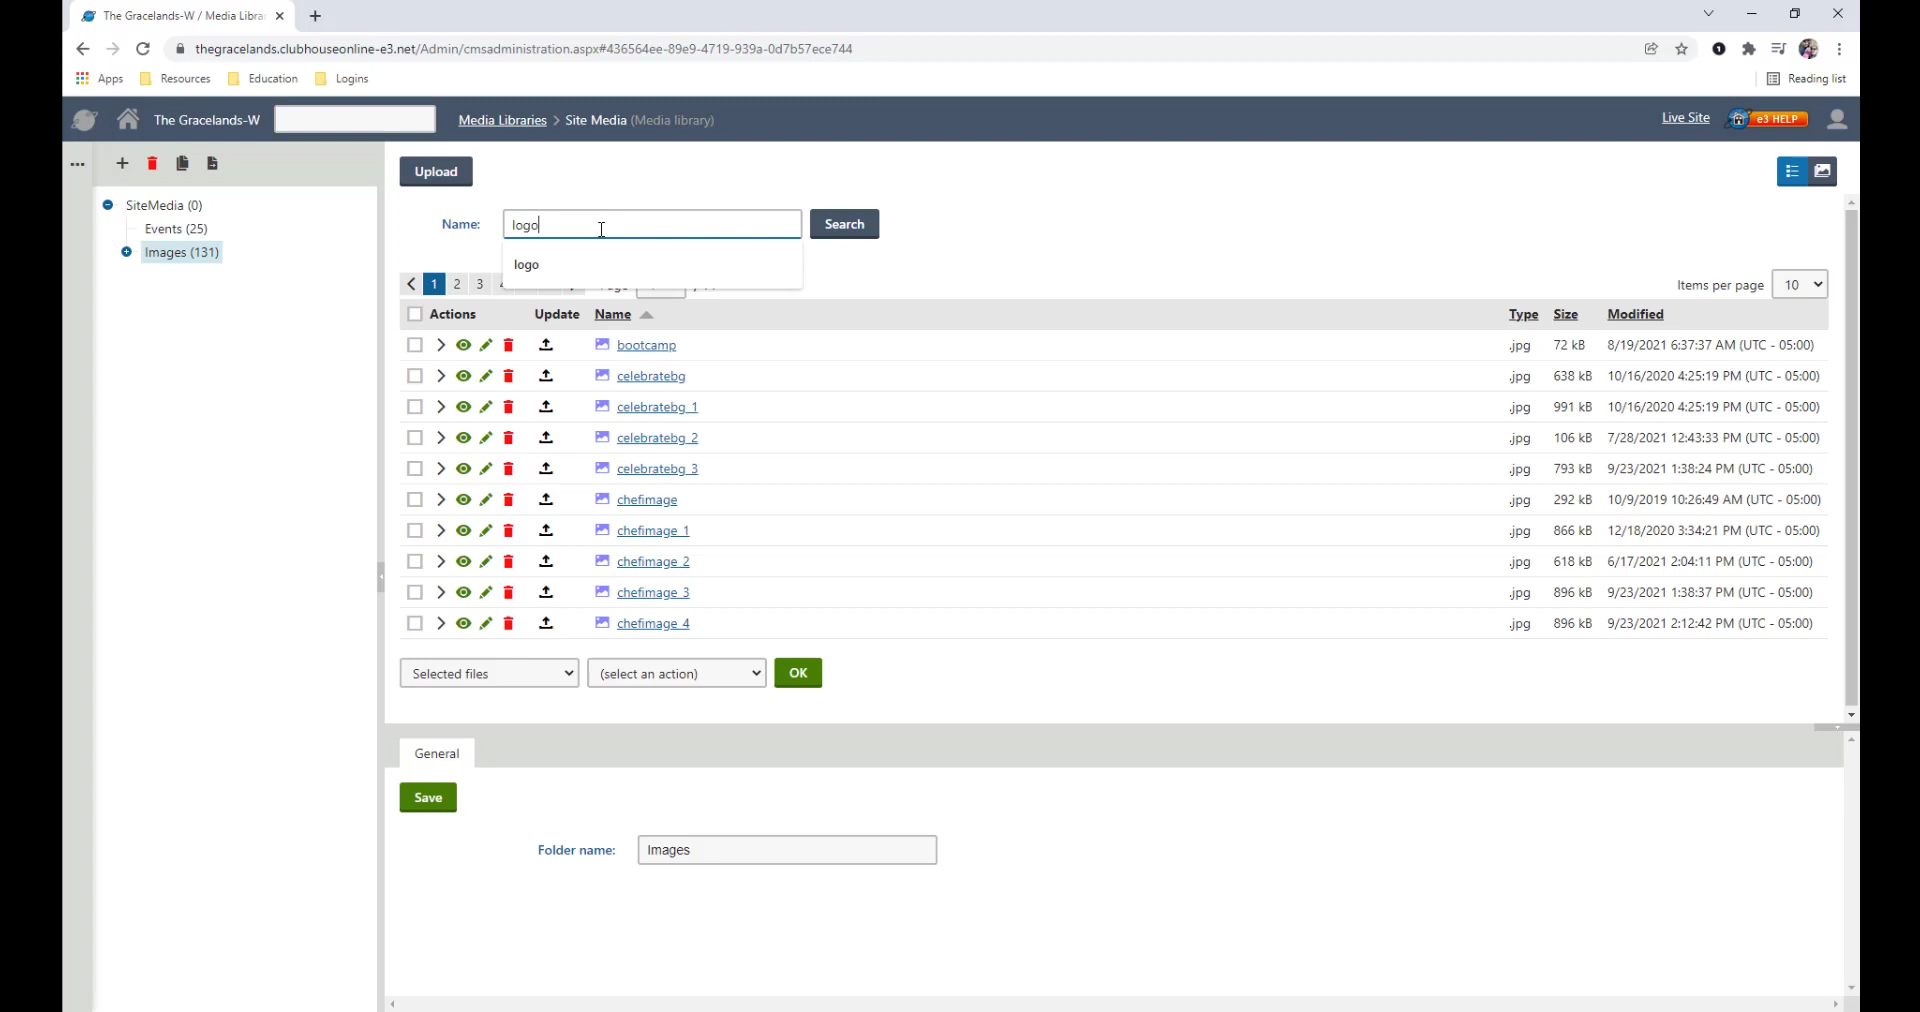 The Gracelands-W / Media Libra
thegracelands.clubhouseonline-e3.net/Admin/cmsadministration.aspx#436564ee-89e9-4719-939a-0d7b57ece744
Apps Resources Education Logins Reading list
The Gracelands-W Media Libraries > Site Media (Media library) Live Site e3 HELP
Upload
SiteMedia (0)
Events (25)
Images (131)
Name: logo Search
logo
1 2 3 Items per page 10
Actions Update Name Type Size Modified
bootcamp .jpg 72 kB 8/19/2021 6:37:37 AM (UTC - 05:00)
celebratebg .jpg 638 kB 10/16/2020 4:25:19 PM (UTC - 05:00)
celebratebg_1 .jpg 991 kB 10/16/2020 4:25:19 PM (UTC - 05:00)
celebratebg_2 .jpg 106 kB 7/28/2021 12:43:33 PM (UTC - 05:00)
celebratebg_3 .jpg 793 kB 9/23/2021 1:38:24 PM (UTC - 05:00)
chefimage .jpg 292 kB 10/9/2019 10:26:49 AM (UTC - 05:00)
chefimage_1 .jpg 866 kB 12/18/2020 3:34:21 PM (UTC - 05:00)
chefimage_2 .jpg 618 kB 6/17/2021 2:04:11 PM (UTC - 05:00)
chefimage_3 .jpg 896 kB 9/23/2021 1:38:37 PM (UTC - 05:00)
chefimage_4 .jpg 896 kB 9/23/2021 2:12:42 PM (UTC - 05:00)
Selected files (select an action) OK
General
Save
Folder name: Images